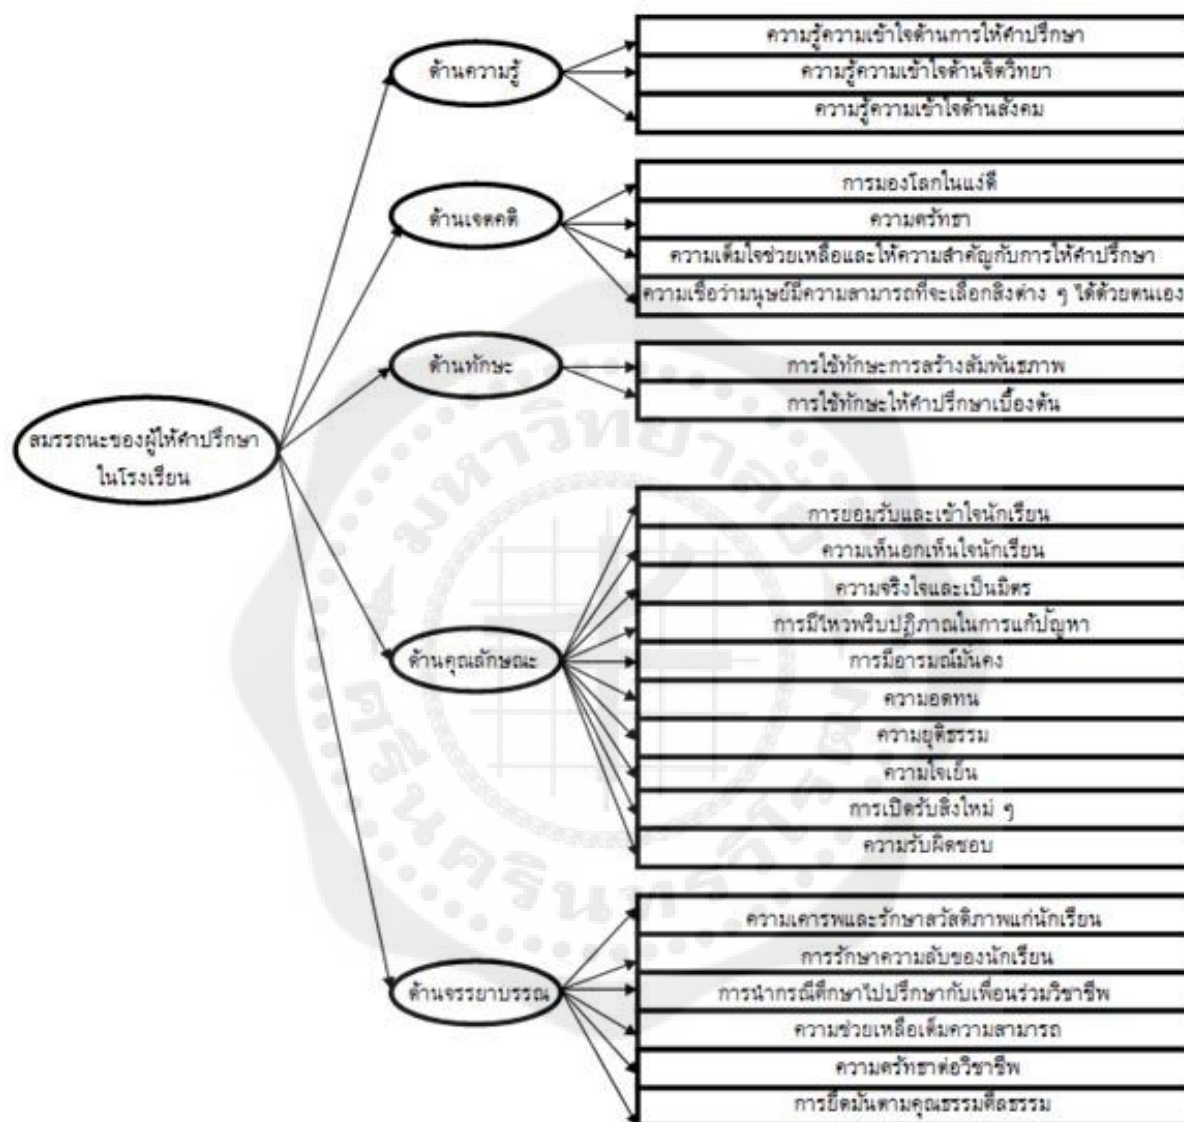 ความรู้ความเข้าใจด้านการให้คำปรึกษา
ด้านความรู้
ความรู้ความเข้าใจด้านจิตวิทยา
ความรู้ความเข้าใจด้านสังคม
การมองโลกในแง่ดี
ด้านเจตคติ
ความศรัทธา
ความเต็มใจช่วยเหลือและให้ความสำคัญกับการให้คำปรึกษา
ความเชื่อว่ามนุษย์มีความสามารถที่จะเลือกสิ่งต่าง ๆ ได้ด้วยตนเอง
ด้านทักษะ
การใช้ทักษะการสร้างสัมพันธภาพ
การใช้ทักษะให้คำปรึกษาเบื้องต้น
สมรรถนะของผู้ให้คำปรึกษา
ในโรงเรียน
การยอมรับและเข้าใจนักเรียน
ความเห็นอกเห็นใจนักเรียน
ความจริงใจและเป็นมิตร
การมีไหวพริบปฏิภาณในการแก้ปัญหา
ด้านคุณลักษณะ
การมีอารมณ์มั่นคง
ความอดทน
ความยุติธรรม
ความใจเย็น
การเปิดรับสิ่งใหม่ ๆ
ความรับผิดชอบ
ความเคารพและรักษาสวัสดิภาพแก่นักเรียน
การรักษาความลับของนักเรียน
ด้านจรรยาบรรณ
การนำกรณีศึกษาไปปรึกษากับเพื่อนร่วมวิชาชีพ
ความช่วยเหลือเต็มความสามารถ
ความศรัทธาต่อวิชาชีพ
การยึดมั่นตามคุณธรรมศีลธรรม
มหาวิทยาลัย
ศรีนครินทรวิโรฒ